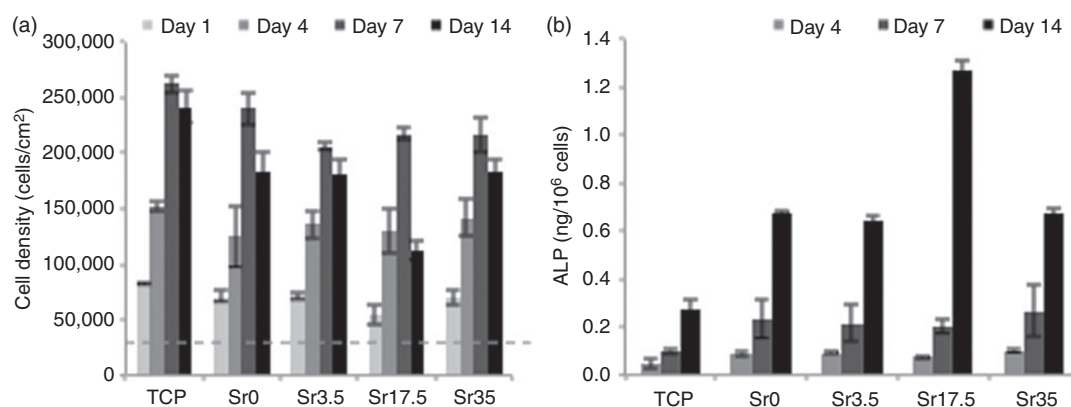 (a)
Day 1 Day 4 Day 7 Day 14
Cell density (cells/cm²)
300,000
250,000
200,000
150,000
100,000
50,000
0
TCP Sr0 Sr3.5 Sr17.5 Sr35
(b)
Day 4 Day 7 Day 14
ALP (ng/10⁶ cells)
1.4
1.2
1.0
0.8
0.6
0.4
0.2
0.0
TCP Sr0 Sr3.5 Sr17.5 Sr35